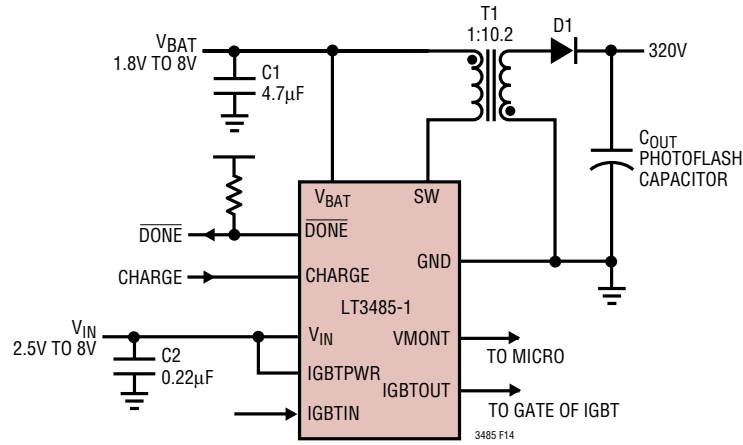 T1
1:10.2
D1
VBAT
1.8V TO 8V
C1
4.7µF
320V
COUT
PHOTOFLASH
CAPACITOR
VBAT
SW
DONE
DONE
GND
CHARGE
CHARGE
LT3485-1
VIN
2.5V TO 8V
VIN
VMONT
TO MICRO
C2
0.22µF
IGBTPWR
IGBTOUT
TO GATE OF IGBT
IGBTIN
3485 F14